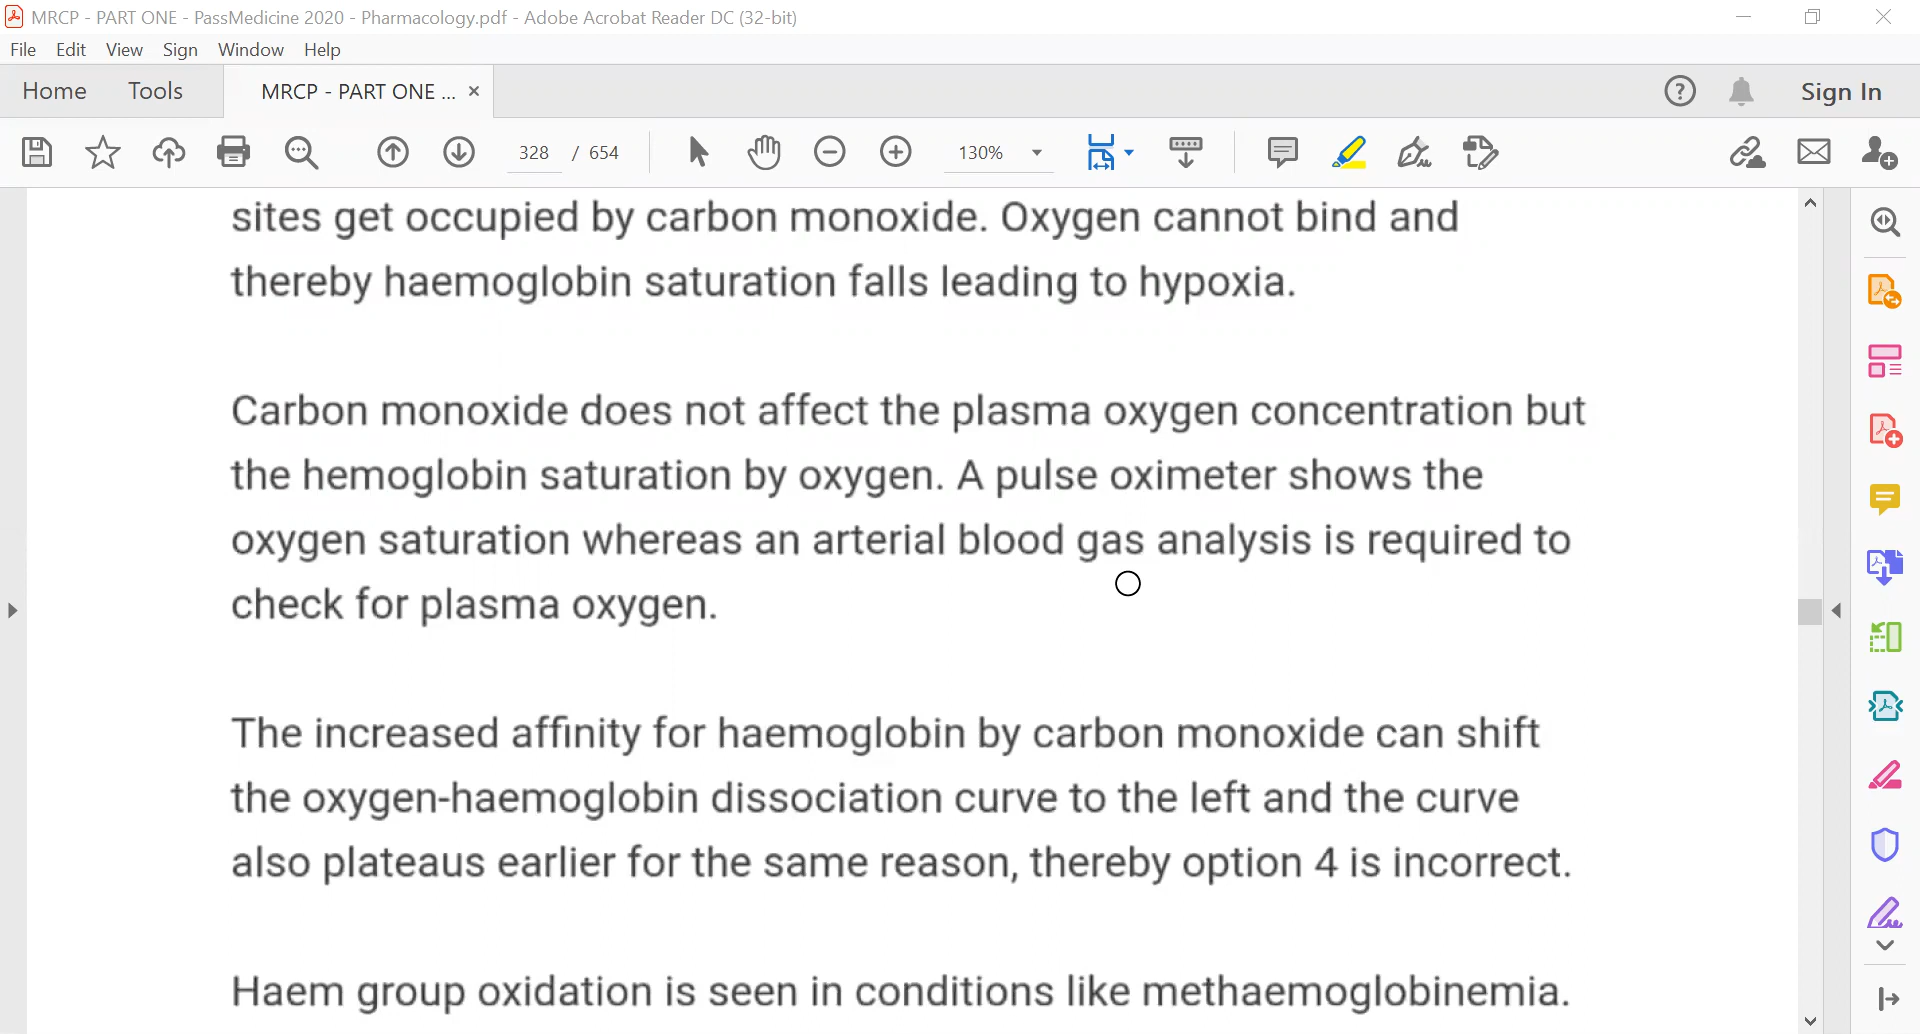 MRCP - PART ONE - PassMedicine 2020 - Pharmacology.pdf - Adobe Acrobat Reader DC (32-bit)
File Edit View Sign Window Help
Home Tools MRCP - PART ONE ... × Sign In
328 / 654 130%
sites get occupied by carbon monoxide. Oxygen cannot bind and
thereby haemoglobin saturation falls leading to hypoxia.
Carbon monoxide does not affect the plasma oxygen concentration but
the hemoglobin saturation by oxygen. A pulse oximeter shows the
oxygen saturation whereas an arterial blood gas analysis is required to
check for plasma oxygen.
The increased affinity for haemoglobin by carbon monoxide can shift
the oxygen-haemoglobin dissociation curve to the left and the curve
also plateaus earlier for the same reason, thereby option 4 is incorrect.
Haem group oxidation is seen in conditions like methaemoglobinemia.